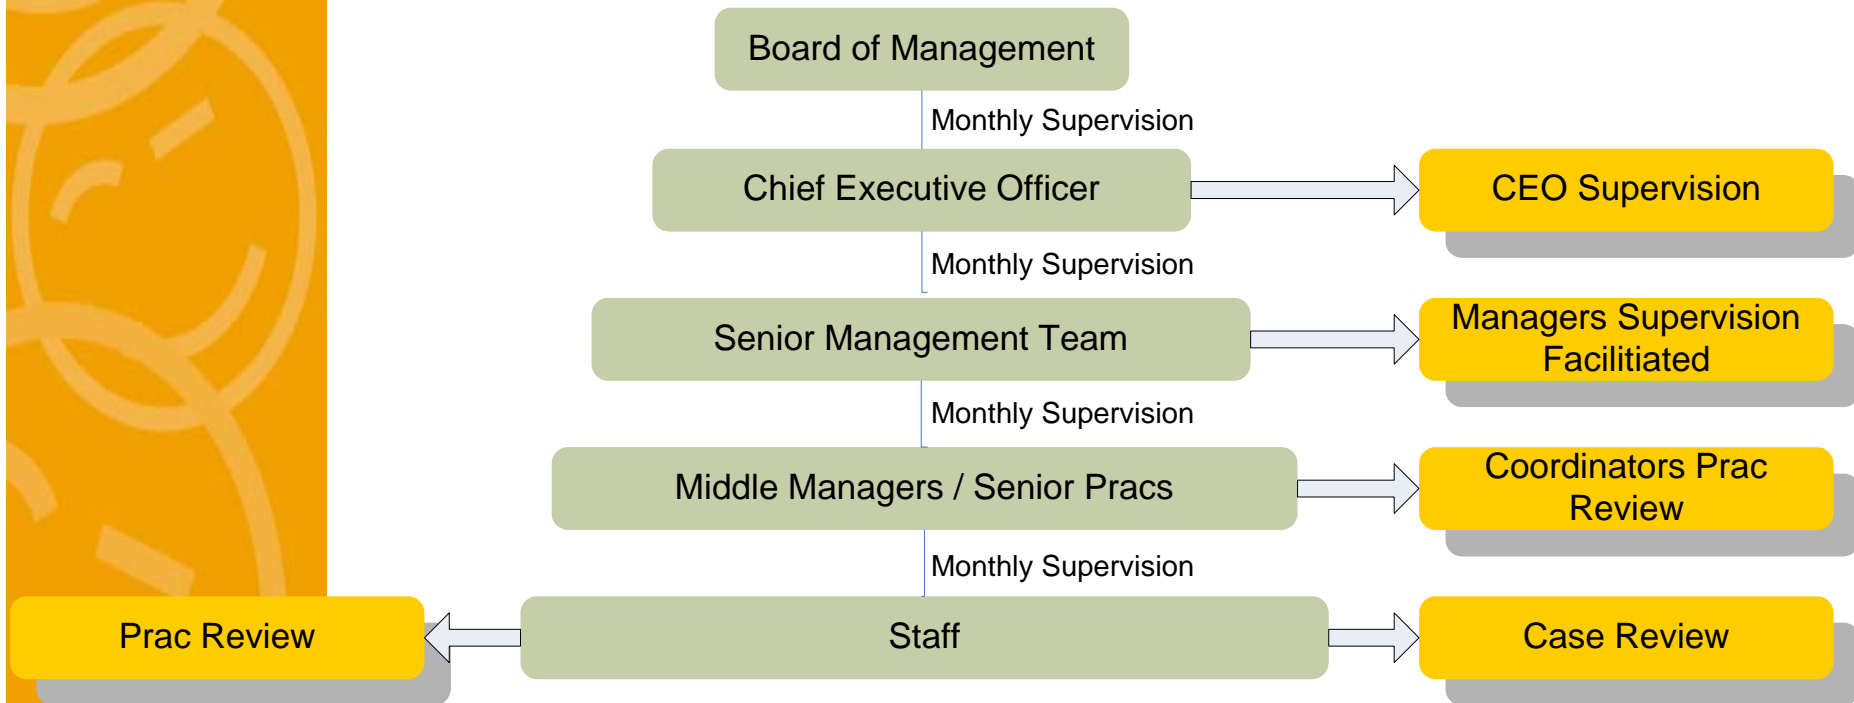 Board of Management
Monthly Supervision
Chief Executive Officer
CEO Supervision
Monthly Supervision
Senior Management Team
Managers Supervision
Facilitiated
Monthly Supervision
Middle Managers / Senior Pracs
Coordinators Prac
Review
Monthly Supervision
Prac Review
Staff
Case Review